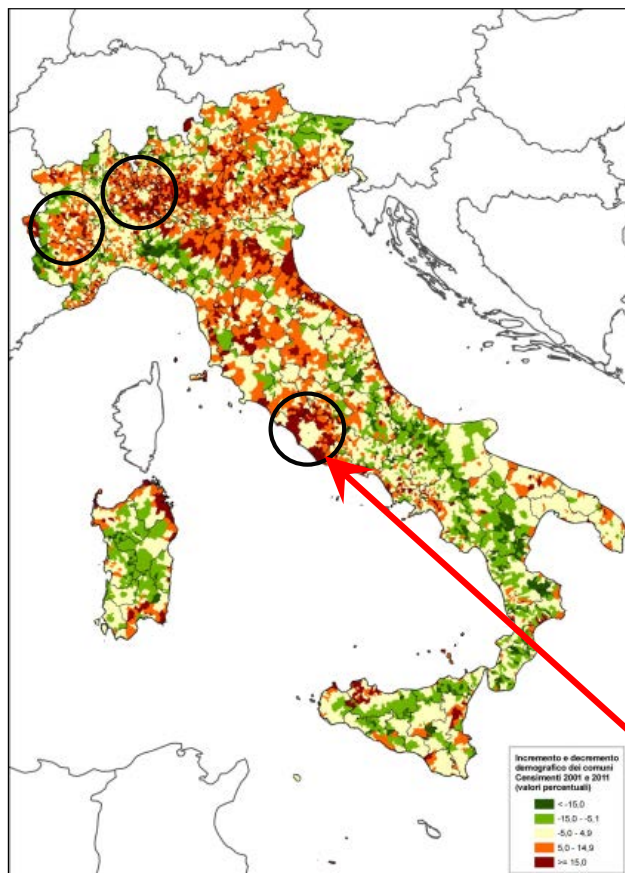 Incremento e decremento
demografico dei comuni
Censimenti 2001 e 2011
(valori percentuali)
< -15,0
-15,0 - -5,1
-5,0 - 4,9
5,0 - 14,9
>= 15,0